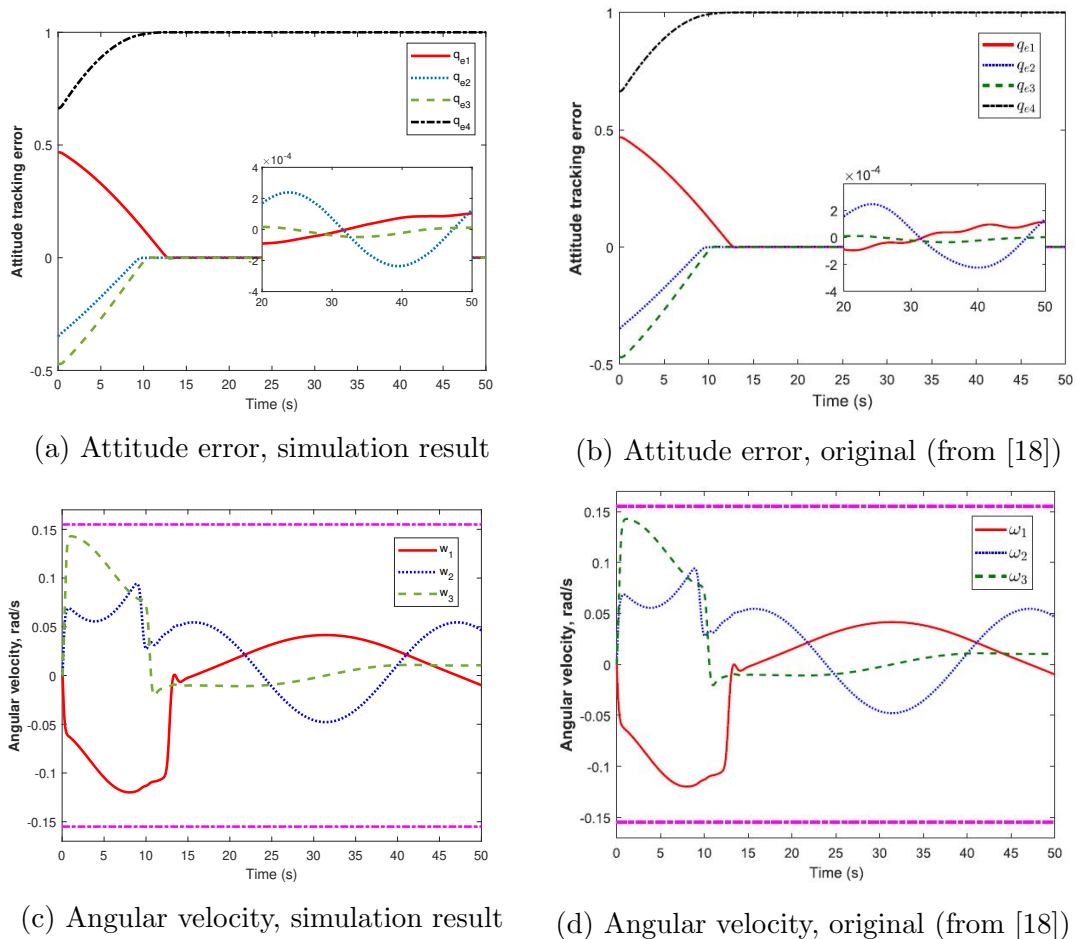 1
0.5
0
-0.5
0 5 10 15 20 25 30 35 40 45 50
Time (s)
Attitude tracking error
q_e1
q_e2
q_e3
q_e4
×10^-4
4
2
0
-2
-4
20 30 40 50
(a) Attitude error, simulation result
1
0.5
0
-0.5
0 5 10 15 20 25 30 35 40 45 50
Time (s)
Attitude tracking error
q_e1
q_e2
q_e3
q_e4
×10^-4
2
0
-2
-4
20 30 40 50
(b) Attitude error, original (from [18])
0.15
0.1
0.05
0
-0.05
-0.1
-0.15
0 5 10 15 20 25 30 35 40 45 50
Time (s)
Angular velocity, rad/s
w_1
w_2
w_3
(c) Angular velocity, simulation result
0.15
0.1
0.05
0
-0.05
-0.1
-0.15
0 5 10 15 20 25 30 35 40 45 50
Time (s)
Angular velocity, rad/s
ω_1
ω_2
ω_3
(d) Angular velocity, original (from [18])